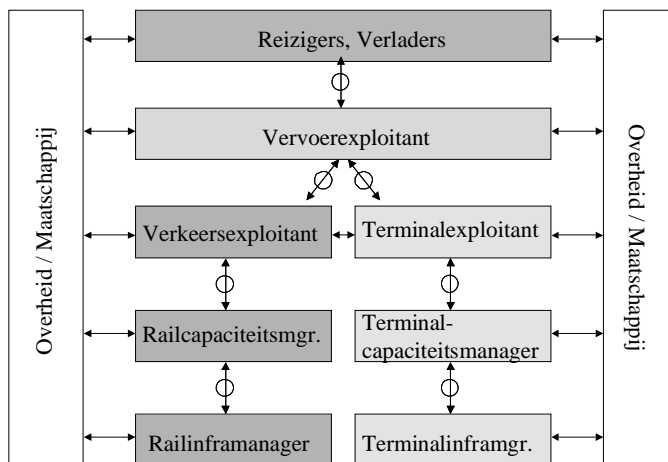 Overheid / Maatschappij
Reizigers, Verladers
Vervoerexploitant
Verkeersexploitant
Terminalexploitant
Railcapaciteitsmgr.
Terminal-
capaciteitsmanager
Railinframanager
Terminalinframgr.
Overheid / Maatschappij